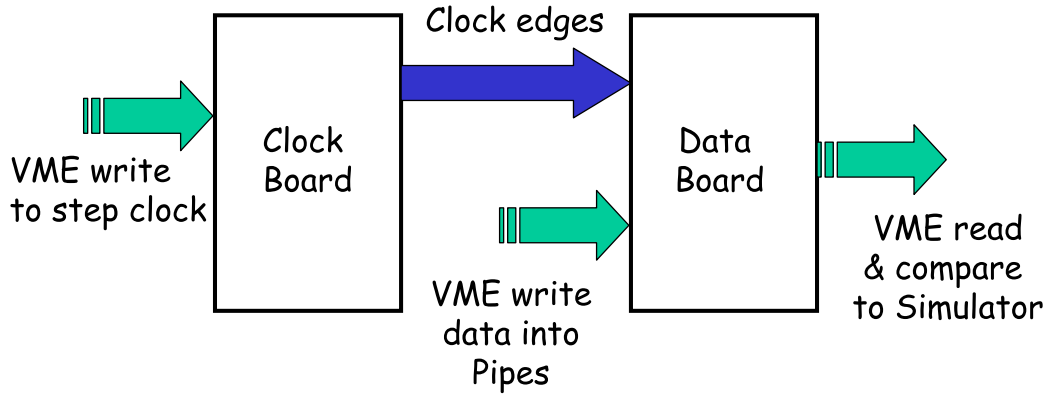 Clock edges
Clock
Board
Data
Board
VME write
to step clock
VME write
data into
Pipes
VME read
& compare
to Simulator